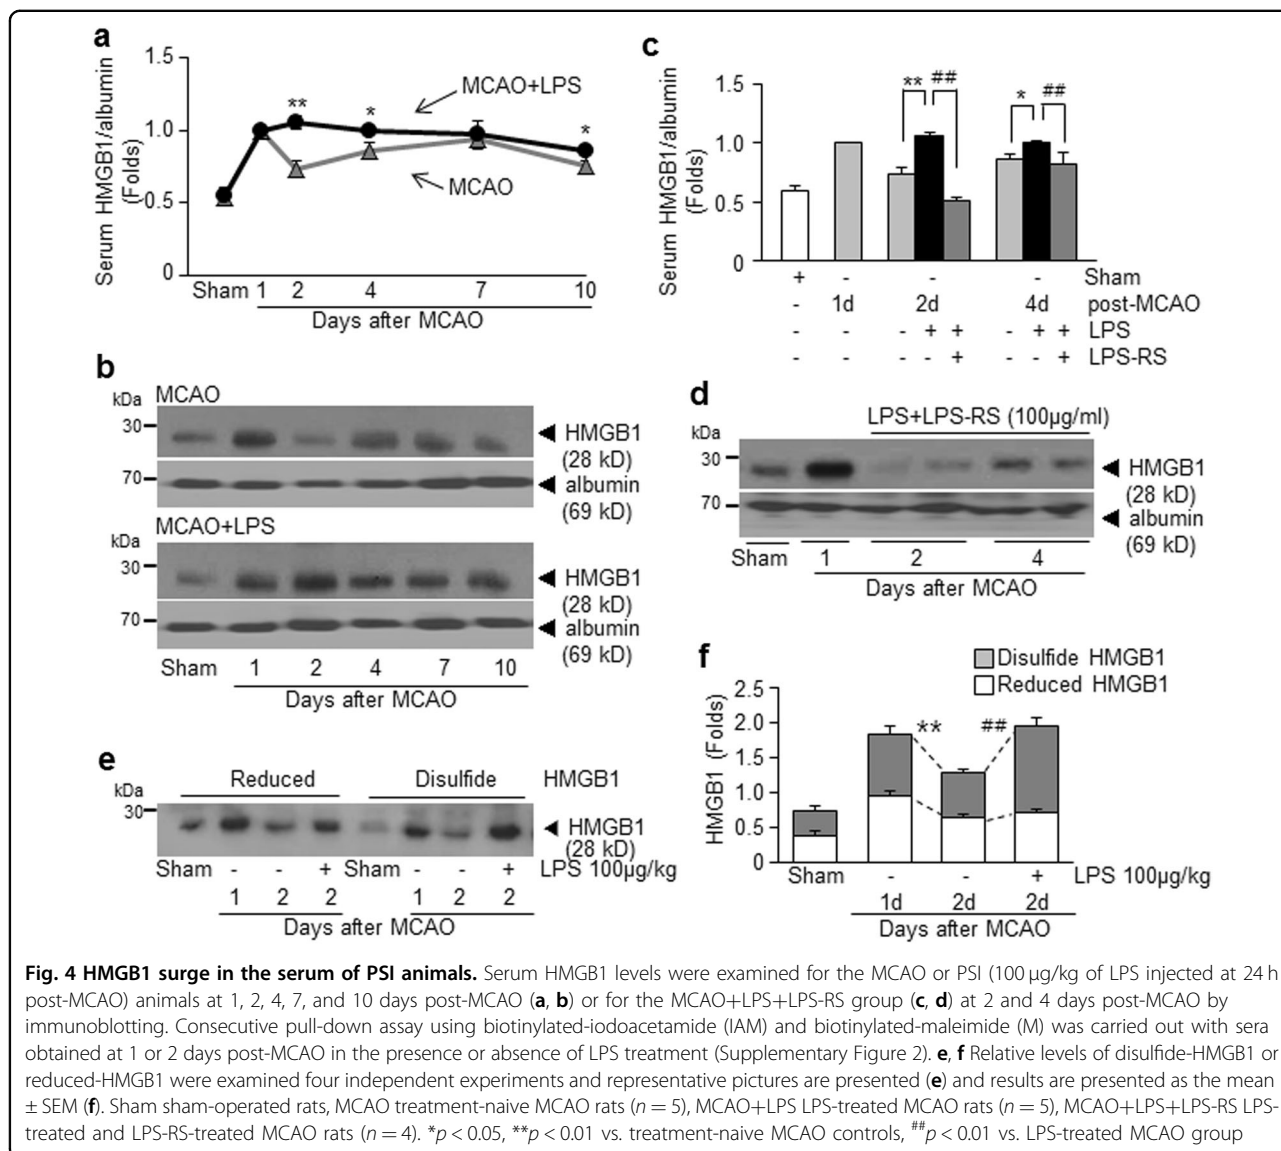 a
1.5
1.0
0.5
0
Serum HMGB1/albumin
(Folds)
MCAO+LPS
MCAO
**
*
*
Sham 1 2 4 7 10
Days after MCAO
c
1.5
1.0
0.5
0
Serum HMGB1/albumin
(Folds)
** ##
* ##
+ - - - Sham
- 1d 2d 4d post-MCAO
- - - + + - + + LPS
- - - - + - - + LPS-RS
b
MCAO
kDa
30
HMGB1
(28 kD)
70
albumin
(69 kD)
MCAO+LPS
kDa
30
HMGB1
(28 kD)
70
albumin
(69 kD)
Sham 1 2 4 7 10
Days after MCAO
d
LPS+LPS-RS (100µg/ml)
kDa
30
HMGB1
(28 kD)
70
albumin
(69 kD)
Sham 1 2 4
Days after MCAO
e
Reduced Disulfide HMGB1
kDa
30
HMGB1
(28 kD)
Sham - - + Sham - - + LPS 100µg/kg
1 2 2 1 2 2
Days after MCAO
f
Disulfide HMGB1
Reduced HMGB1
2.5
2.0
1.5
1.0
0.5
0
HMGB1 (Folds)
** ##
Sham - - + LPS 100µg/kg
1d 2d 2d
Days after MCAO
Fig. 4 HMGB1 surge in the serum of PSI animals. Serum HMGB1 levels were examined for the MCAO or PSI (100 µg/kg of LPS injected at 24 h
post-MCAO) animals at 1, 2, 4, 7, and 10 days post-MCAO (a, b) or for the MCAO+LPS+LPS-RS group (c, d) at 2 and 4 days post-MCAO by
immunoblotting. Consecutive pull-down assay using biotinylated-iodoacetamide (IAM) and biotinylated-maleimide (M) was carried out with sera
obtained at 1 or 2 days post-MCAO in the presence or absence of LPS treatment (Supplementary Figure 2). e, f Relative levels of disulfide-HMGB1 or
reduced-HMGB1 were examined four independent experiments and representative pictures are presented (e) and results are presented as the mean
± SEM (f). Sham sham-operated rats, MCAO treatment-naive MCAO rats (n = 5), MCAO+LPS LPS-treated MCAO rats (n = 5), MCAO+LPS+LPS-RS LPS-
treated and LPS-RS-treated MCAO rats (n = 4). *p < 0.05, **p < 0.01 vs. treatment-naive MCAO controls, ##p < 0.01 vs. LPS-treated MCAO group